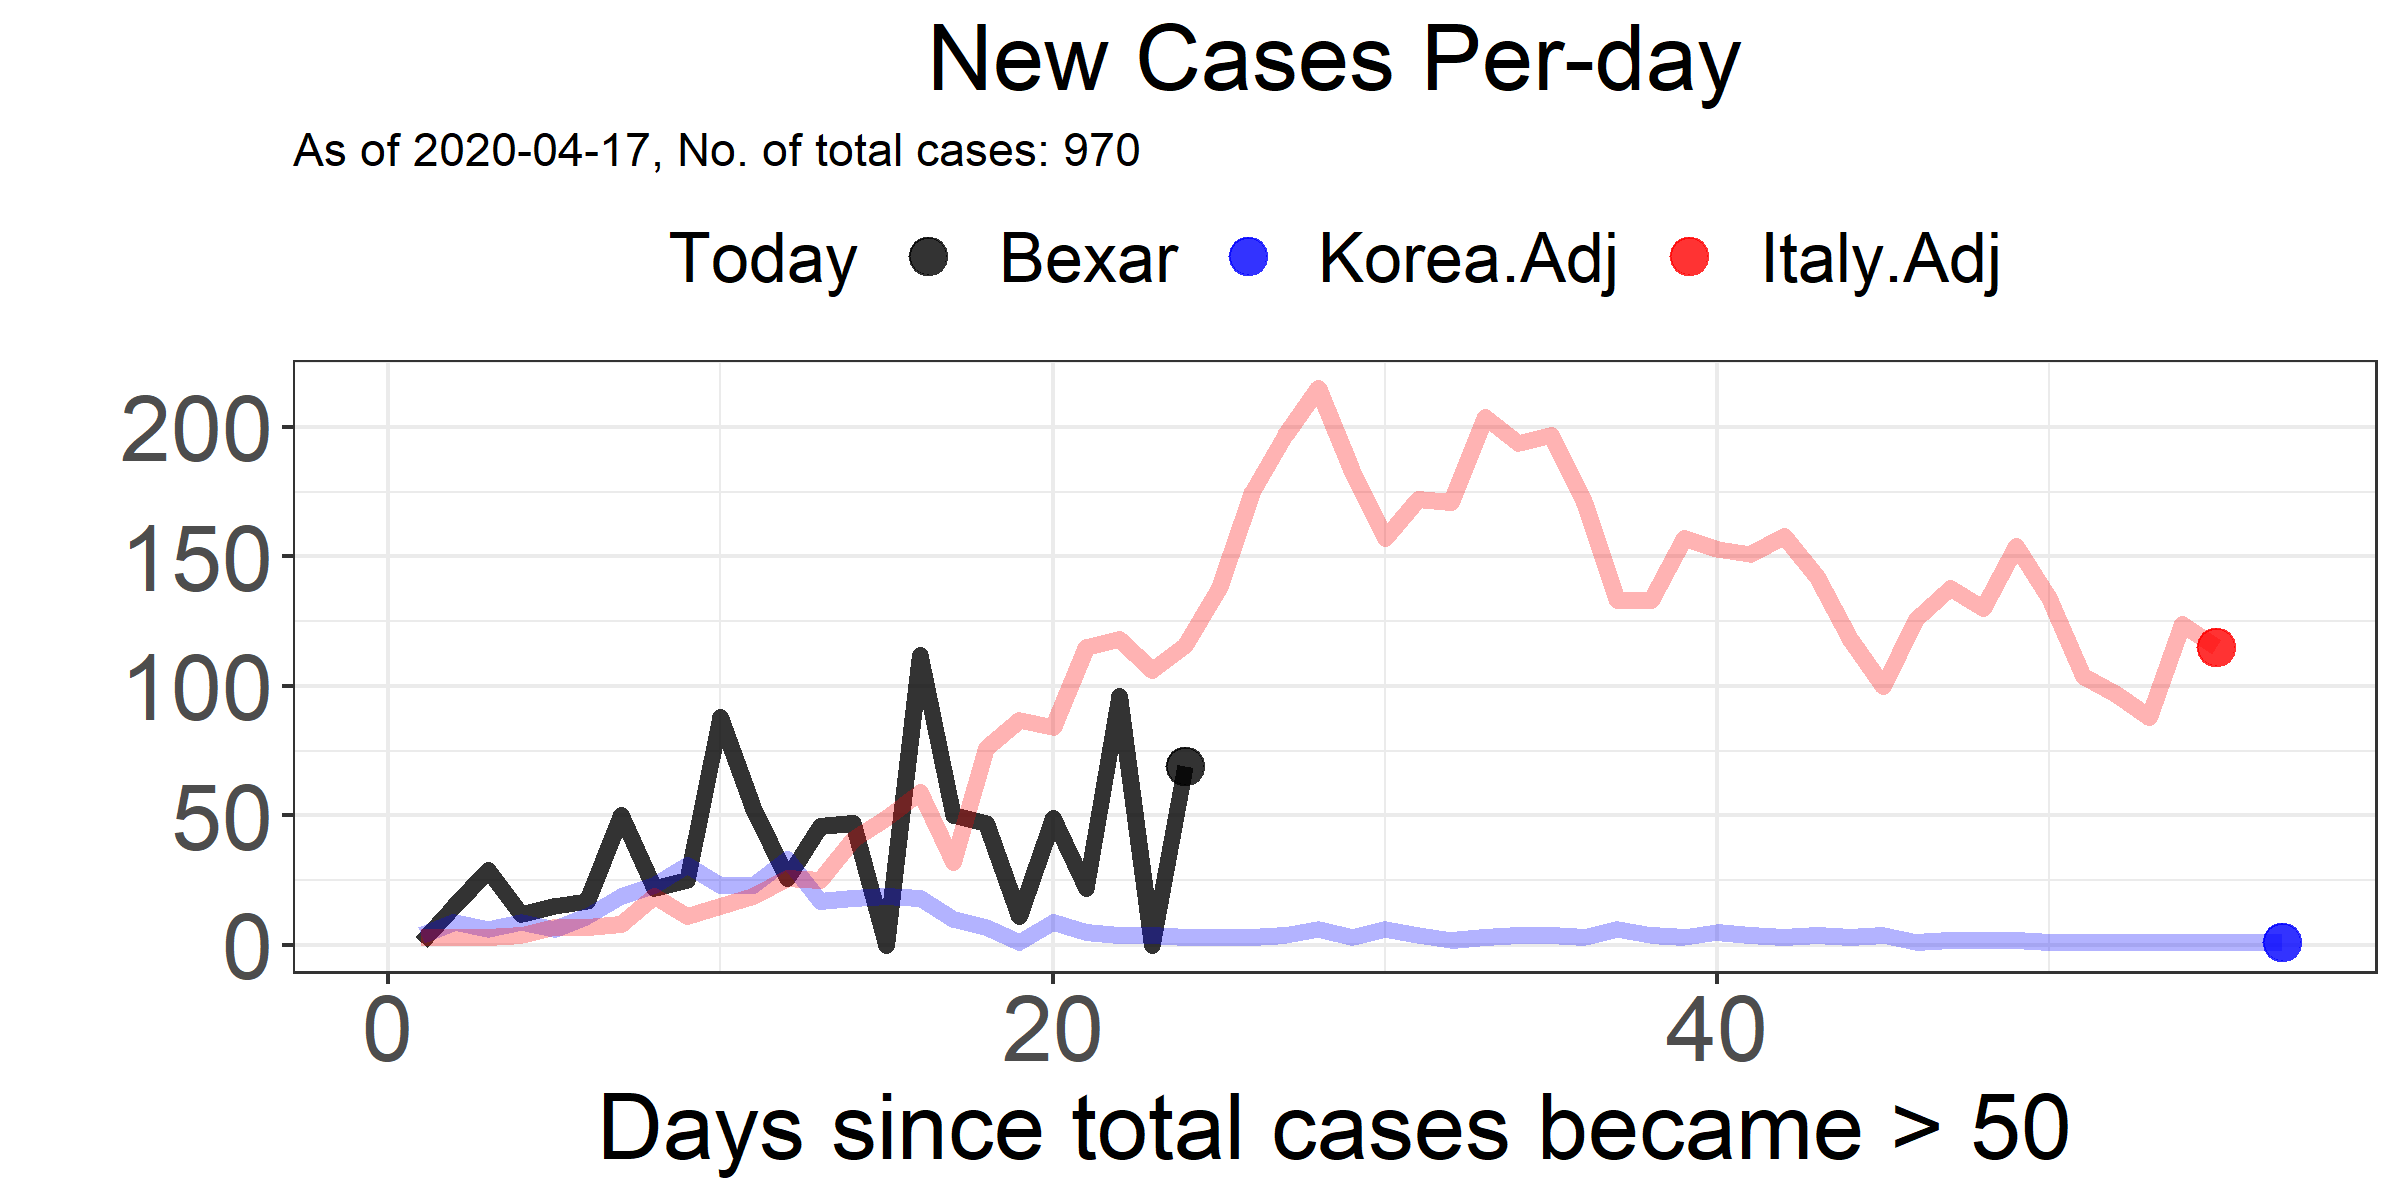 New Cases Per-day
As of 2020-04-17, No. of total cases: 970
Today Bexar Korea.Adj Italy.Adj
200
150
100
50
0
0 20 40
Days since total cases became > 50